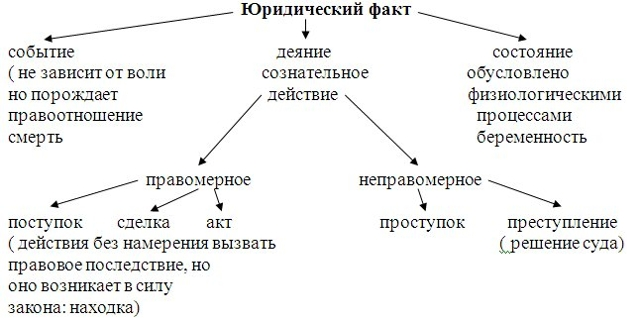 Юридический факт
событие деяние состояние
( не зависит от воли сознательное обусловлено
но порождает действие физиологическими
правоотношение процессами
смерть беременность
правомерное неправомерное
поступок сделка акт проступок преступление
( действия без намерения вызвать ( решение суда)
правовое последствие, но
оно возникает в силу
закона: находка)